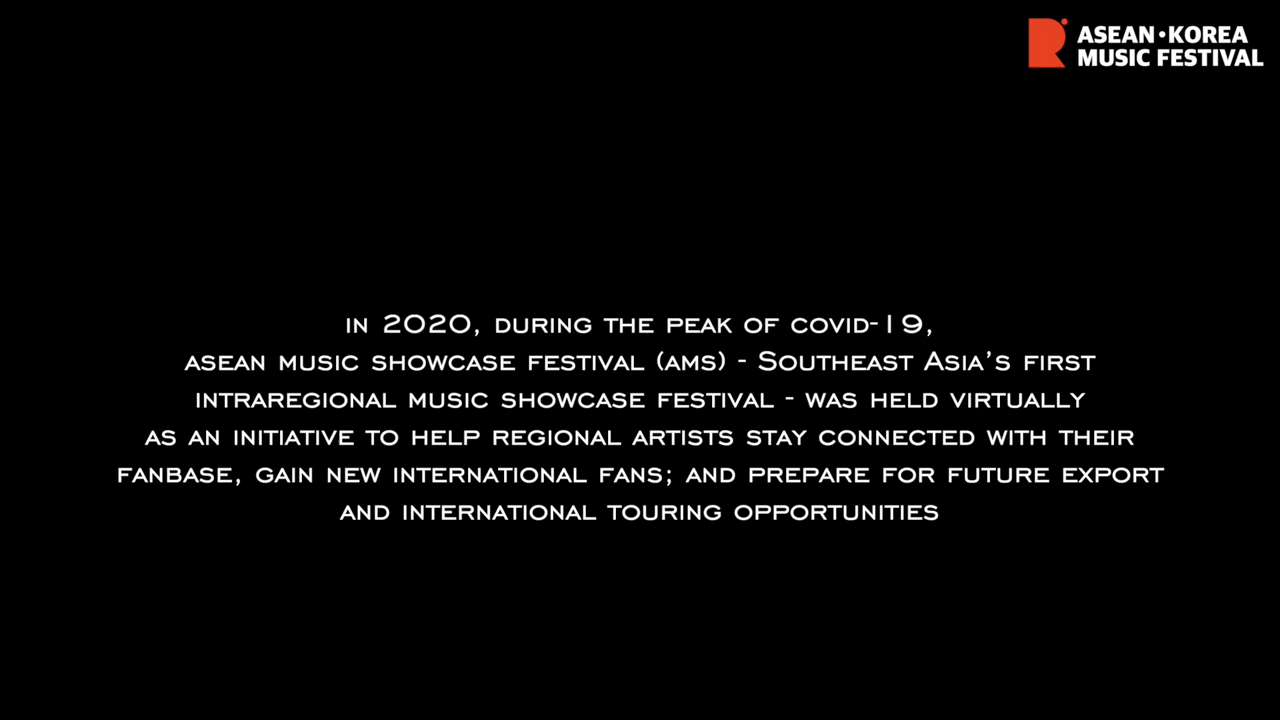 ASEAN•KOREA
MUSIC FESTIVAL
IN 2020, DURING THE PEAK OF COVID-19,
ASEAN MUSIC SHOWCASE FESTIVAL (AMS) - SOUTHEAST ASIA'S FIRST
INTRAREGIONAL MUSIC SHOWCASE FESTIVAL - WAS HELD VIRTUALLY
AS AN INITIATIVE TO HELP REGIONAL ARTISTS STAY CONNECTED WITH THEIR
FANBASE, GAIN NEW INTERNATIONAL FANS; AND PREPARE FOR FUTURE EXPORT
AND INTERNATIONAL TOURING OPPORTUNITIES